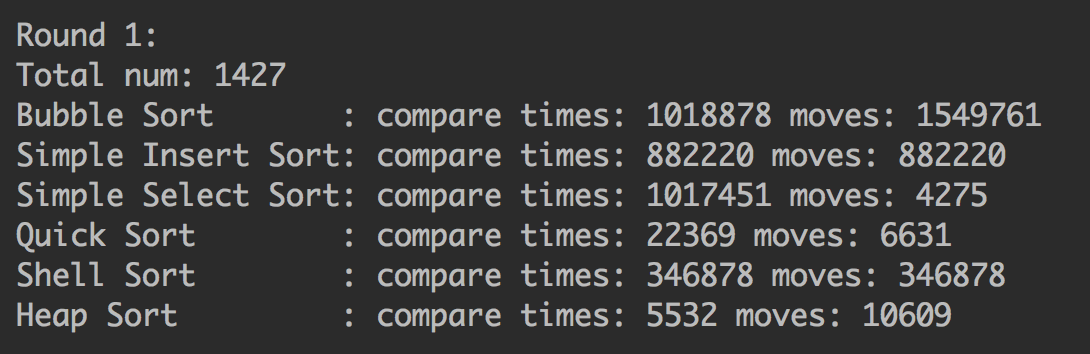 Round 1:
Total num: 1427
Bubble Sort       : compare times: 1018878 moves: 1549761
Simple Insert Sort: compare times: 882220 moves: 882220
Simple Select Sort: compare times: 1017451 moves: 4275
Quick Sort        : compare times: 22369 moves: 6631
Shell Sort        : compare times: 346878 moves: 346878
Heap Sort         : compare times: 5532 moves: 10609